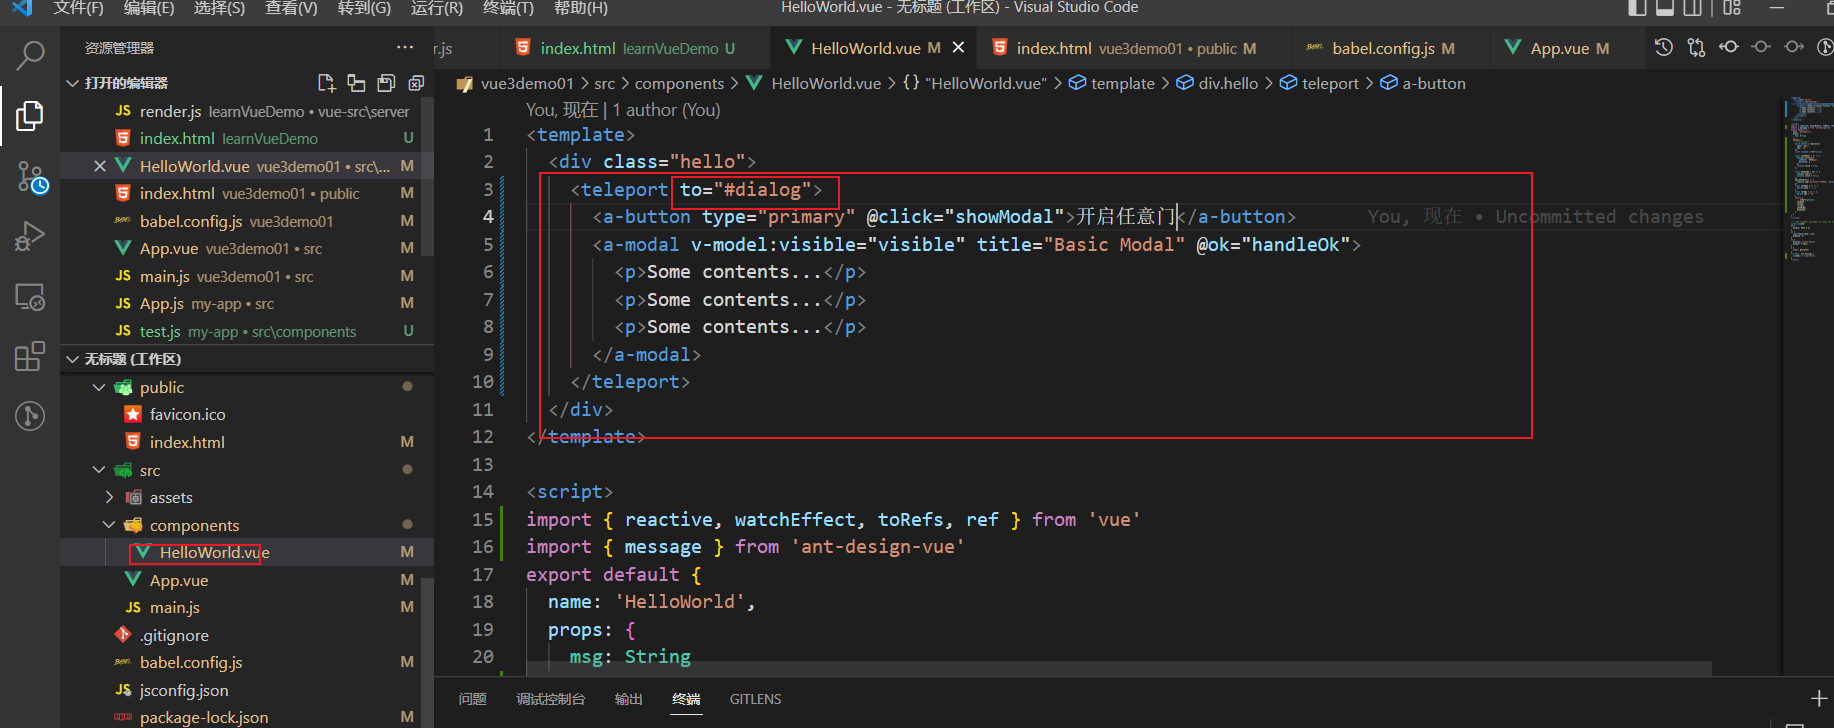 文件(F) 编辑(E) 选择(S) 查看(V) 转到(G) 运行(R) 终端(T) 帮助(H) HelloWorld.vue - 无标题 (工作区) - Visual Studio Code
资源管理器 ···
打开的编辑器
JS render.js learnVueDemo • vue-src\server
index.html learnVueDemo U
HelloWorld.vue vue3demo01 • src\... M
index.html vue3demo01 • public M
babel.config.js vue3demo01 M
App.vue vue3demo01 • src M
JS main.js vue3demo01 • src M
JS App.js my-app • src M
JS test.js my-app • src\components U
无标题 (工作区)
public
favicon.ico
index.html M
src
assets
components
HelloWorld.vue M
App.vue M
JS main.js M
.gitignore
babel.config.js M
JS jsconfig.json
package-lock.json M
r.js index.html learnVueDemo U HelloWorld.vue M index.html vue3demo01 • public M babel.config.js M App.vue M
vue3demo01 > src > components > HelloWorld.vue > {} "HelloWorld.vue" > template > div.hello > teleport > a-button
You, 现在 | 1 author (You)
1 <template>
2 <div class="hello">
3 <teleport to="#dialog">
4 <a-button type="primary" @click="showModal">开启任意门</a-button> You, 现在 • Uncommitted changes
5 <a-modal v-model:visible="visible" title="Basic Modal" @ok="handleOk">
6 <p>Some contents...</p>
7 <p>Some contents...</p>
8 <p>Some contents...</p>
9 </a-modal>
10 </teleport>
11 </div>
12 </template>
13
14 <script>
15 import { reactive, watchEffect, toRefs, ref } from 'vue'
16 import { message } from 'ant-design-vue'
17 export default {
18 name: 'HelloWorld',
19 props: {
20 msg: String
问题 调试控制台 输出 终端 GITLENS